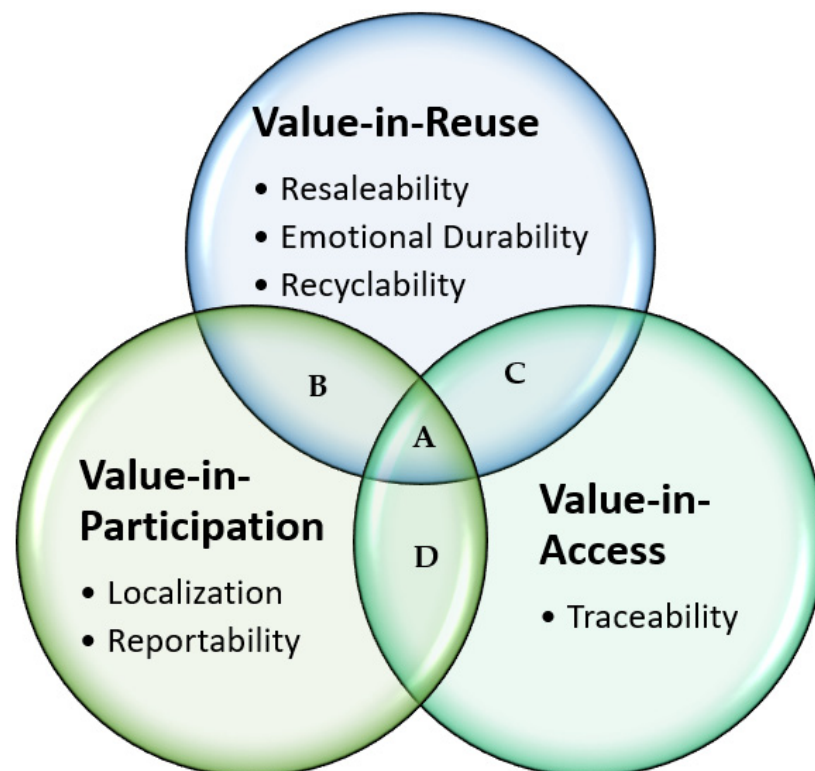 Value-in-Reuse
• Resaleability
• Emotional Durability
• Recyclability
B
C
A
Value-in-
Participation
• Localization
• Reportability
D
Value-in-
Access
• Traceability